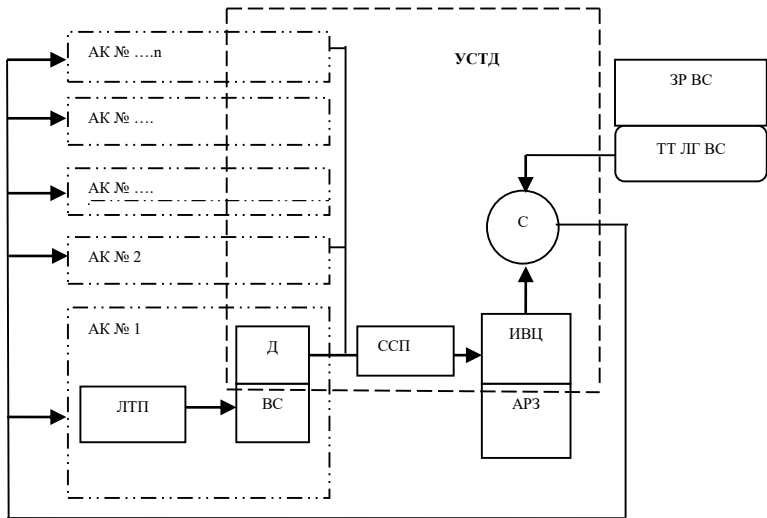 АК № ….n
УСТД
ЗР ВС
АК № ….
ТТ ЛГ ВС
АК № ….
С
АК № 2
АК № 1
Д
ССП
ИВЦ
ЛТП
ВС
АРЗ